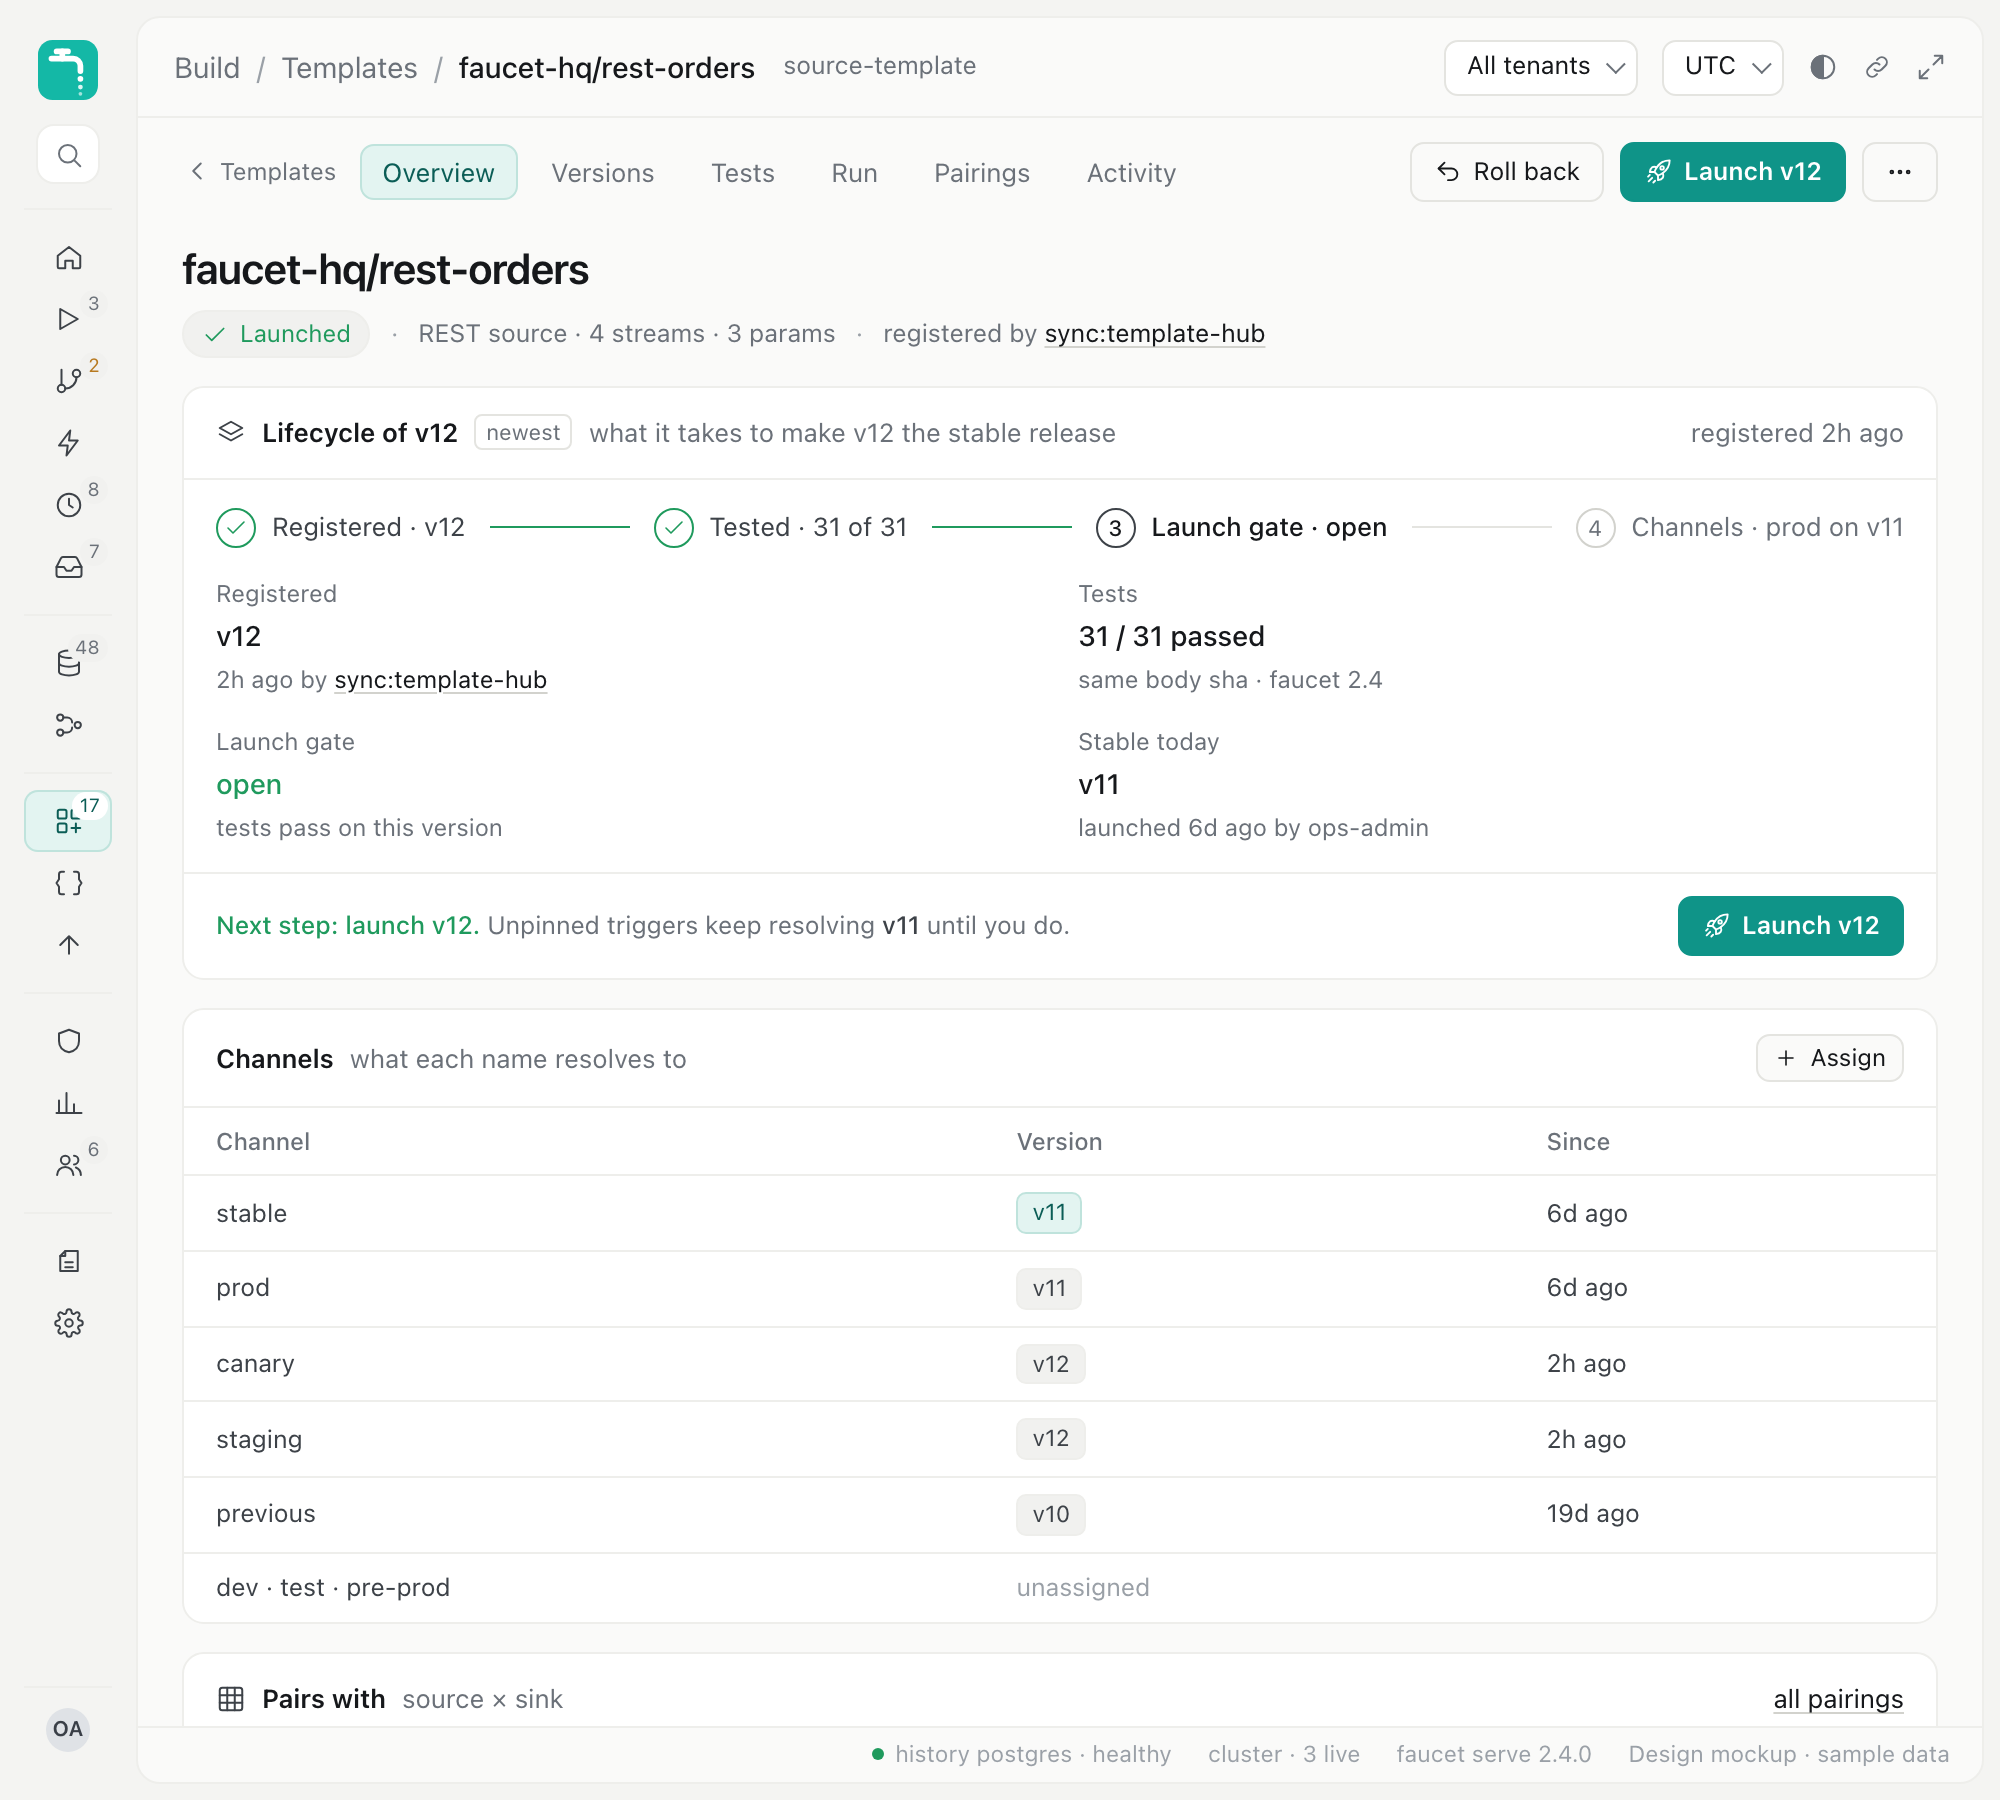 Build / Templates / faucet-hq/rest-orders source-template
All tenants
UTC
Templates
Overview
Versions
Tests
Run
Pairings
Activity
Roll back
Launch v12
faucet-hq/rest-orders
Launched · REST source · 4 streams · 3 params · registered by sync:template-hub
3
2
8
7
48
17
6
OA
Lifecycle of v12 newest what it takes to make v12 the stable release
registered 2h ago
Registered · v12
Tested · 31 of 31
3 Launch gate · open
4 Channels · prod on v11
Registered
v12
2h ago by sync:template-hub
Tests
31 / 31 passed
same body sha · faucet 2.4
Launch gate
open
tests pass on this version
Stable today
v11
launched 6d ago by ops-admin
Next step: launch v12. Unpinned triggers keep resolving v11 until you do.
Launch v12
Channels what each name resolves to
Assign
Channel Version Since
stable v11 6d ago
prod v11 6d ago
canary v12 2h ago
staging v12 2h ago
previous v10 19d ago
dev · test · pre-prod unassigned
Pairs with source × sink
all pairings
history postgres · healthy
cluster · 3 live
faucet serve 2.4.0
Design mockup · sample data